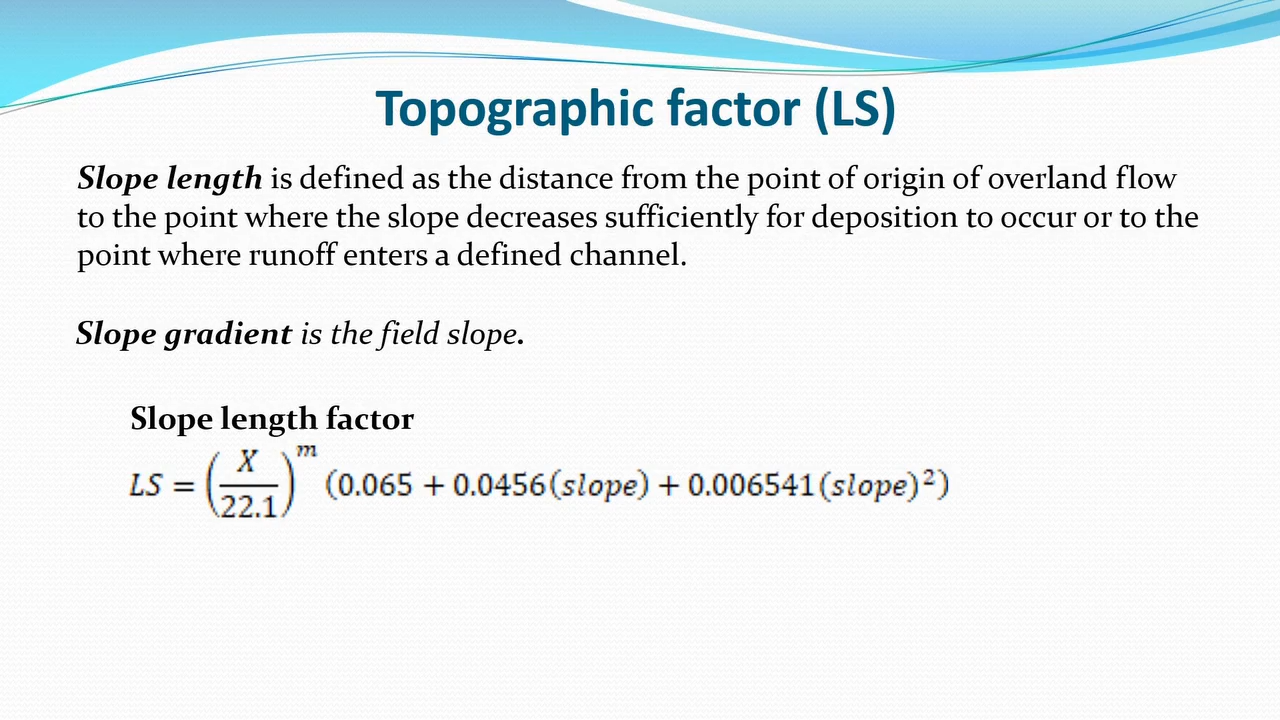 Topographic factor (LS)
Slope length is defined as the distance from the point of origin of overland flow
to the point where the slope decreases sufficiently for deposition to occur or to the
point where runoff enters a defined channel.
Slope gradient is the field slope.
Slope length factor
LS = (X/22.1)^m (0.065 + 0.0456(slope) + 0.006541(slope)²)